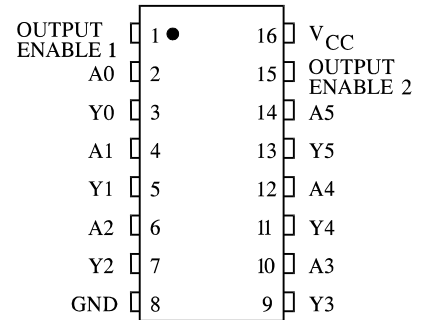 OUTPUT
ENABLE 1
1
16
VCC
A0
2
15
OUTPUT
ENABLE 2
Y0
3
14
A5
A1
4
13
Y5
Y1
5
12
A4
A2
6
11
Y4
Y2
7
10
A3
GND
8
9
Y3